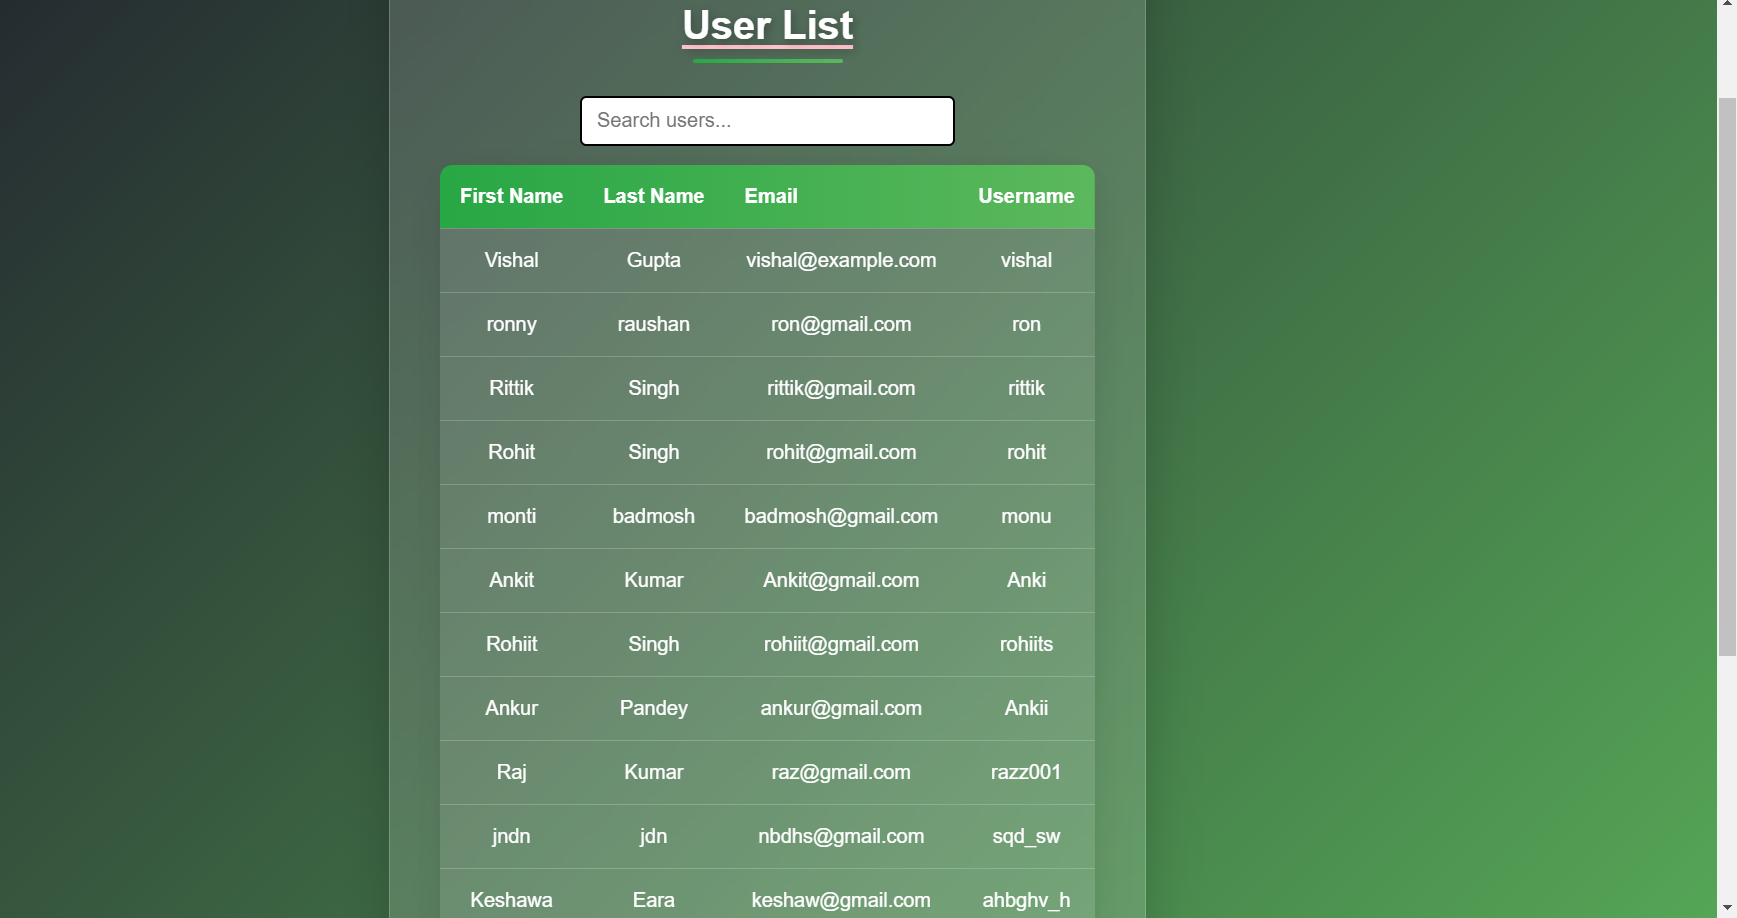 User List
Search users...
First Name Last Name Email Username
Vishal Gupta vishal@example.com vishal
ronny raushan ron@gmail.com ron
Rittik Singh rittik@gmail.com rittik
Rohit Singh rohit@gmail.com rohit
monti badmosh badmosh@gmail.com monu
Ankit Kumar Ankit@gmail.com Anki
Rohiit Singh rohiit@gmail.com rohiits
Ankur Pandey ankur@gmail.com Ankii
Raj Kumar raz@gmail.com razz001
jndn jdn nbdhs@gmail.com sqd_sw
Keshawa Eara keshaw@gmail.com ahbghv_h